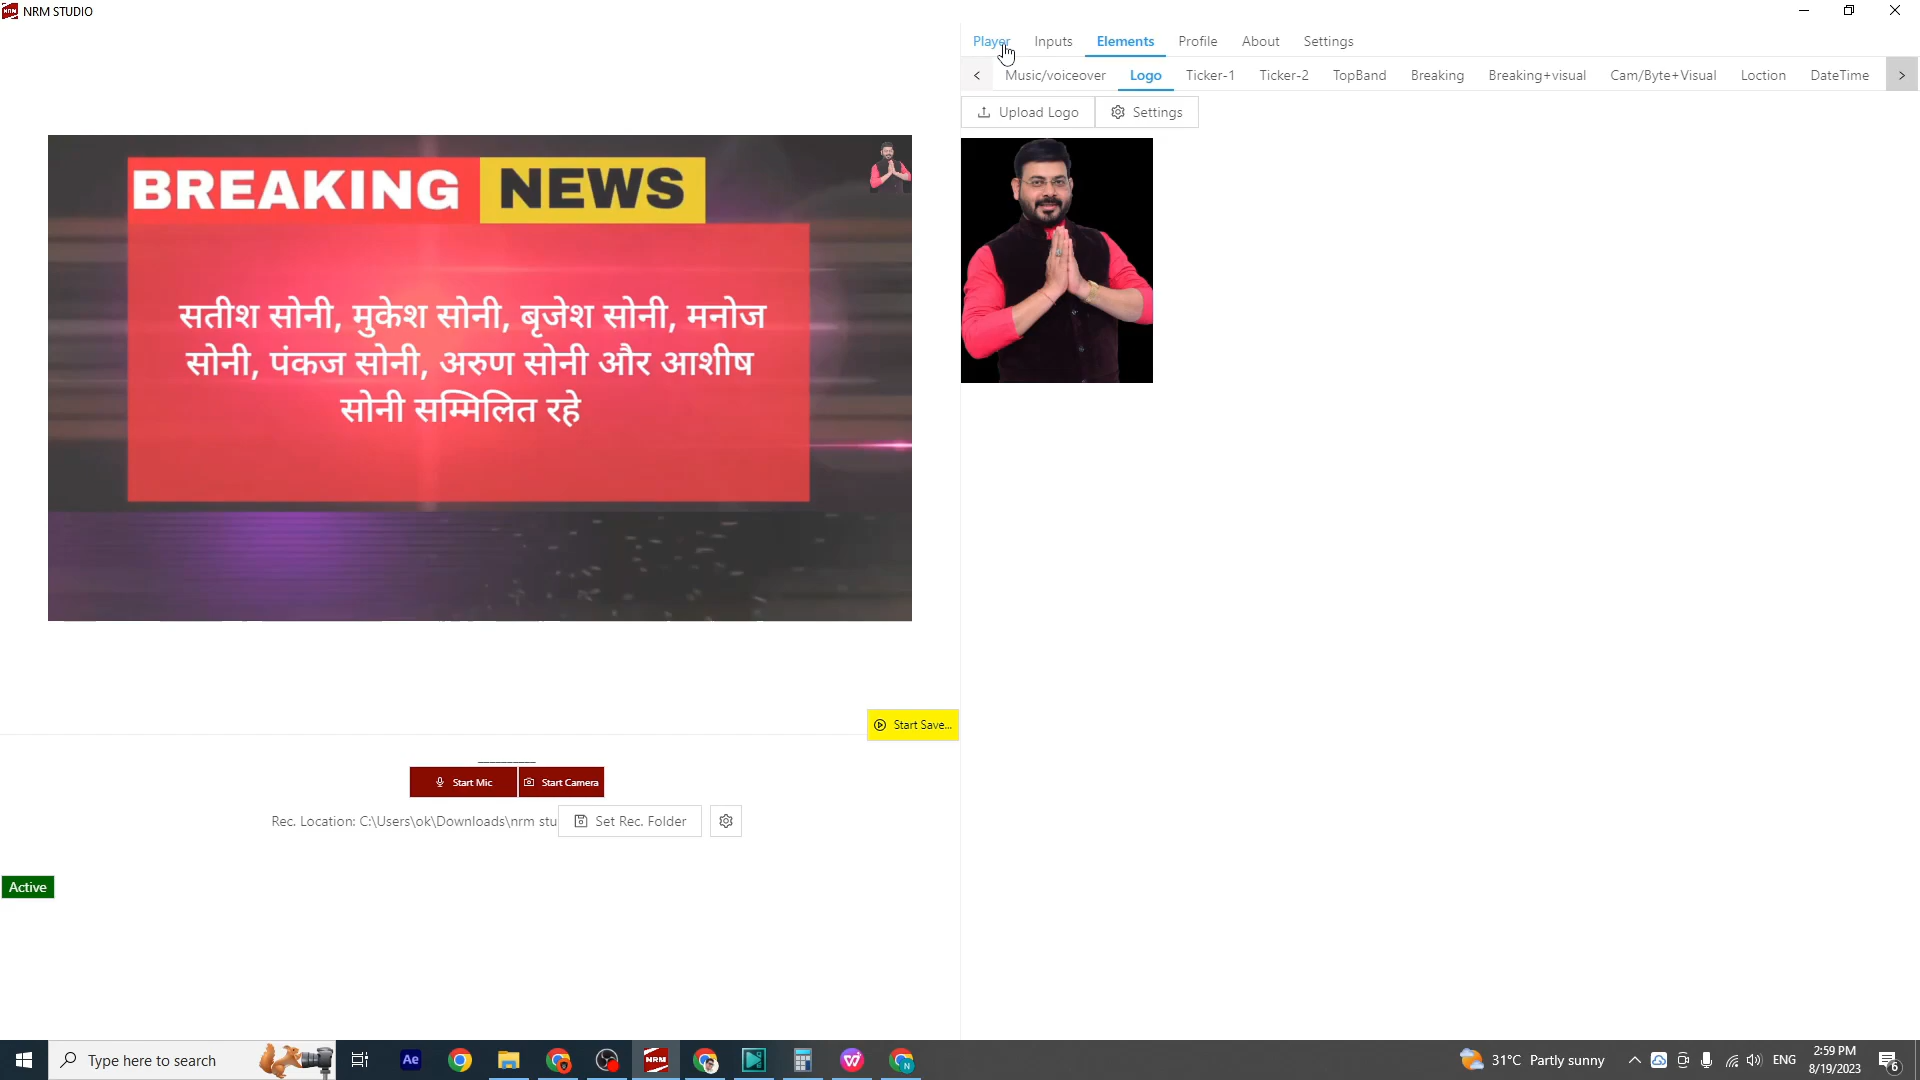 NRM STUDIO
Player Inputs Elements Profile About Settings
Music/voiceover Logo Ticker-1 Ticker-2 TopBand Breaking Breaking+visual Cam/Byte+Visual Loction DateTime
Upload Logo Settings
BREAKING NEWS
सतीश सोनी, मुकेश सोनी, बृजेश सोनी, मनोज
सोनी, पंकज सोनी, अरुण सोनी और आशीष
सोनी सम्मिलित रहे
Start Save...
Start Mic Start Camera
Rec. Location: C:\Users\ok\Downloads\nrm stu Set Rec. Folder
Active
Type here to search Ae NRM 31°C Partly sunny ENG 2:59 PM
8/19/2023 6